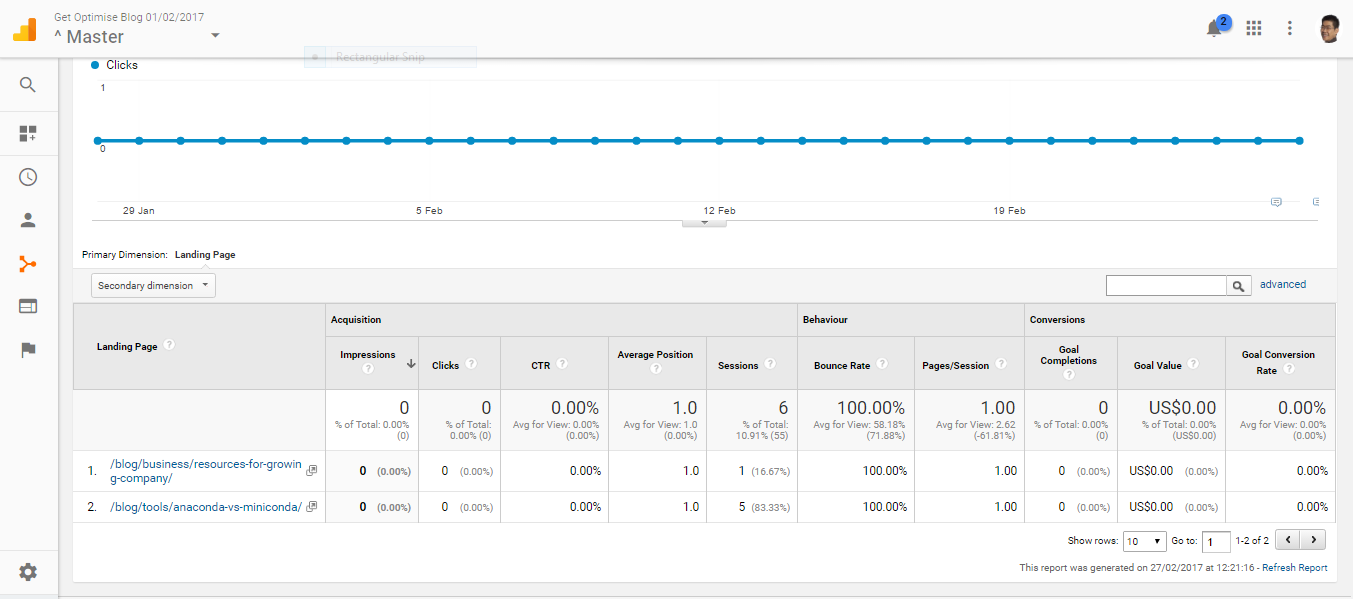 Get Optimise Blog 01/02/2017
^ Master
2
Rectangular Snip
Clicks
1
0
29 Jan 5 Feb 12 Feb 19 Feb
Primary Dimension: Landing Page
Secondary dimension
advanced
Landing Page ?
Acquisition Behaviour Conversions
Impressions ? Clicks ? CTR ? Average Position ? Sessions ? Bounce Rate ? Pages/Session ? Goal Completions ? Goal Value ? Goal Conversion Rate ?
0 0 0.00% 1.0 6 100.00% 1.00 0 US$0.00 0.00%
% of Total: 0.00% (0) % of Total: 0.00% (0) Avg for View: 0.00% (0.00%) Avg for View: 1.0 (0.00%) % of Total: 10.91% (55) Avg for View: 58.18% (71.88%) Avg for View: 2.62 (-61.81%) % of Total: 0.00% (0) % of Total: 0.00% (US$0.00) Avg for View: 0.00% (0.00%)
1. /blog/business/resources-for-growin
g-company/ 0 (0.00%) 0 (0.00%) 0.00% 1.0 1 (16.67%) 100.00% 1.00 0 (0.00%) US$0.00 (0.00%) 0.00%
2. /blog/tools/anaconda-vs-miniconda/ 0 (0.00%) 0 (0.00%) 0.00% 1.0 5 (83.33%) 100.00% 1.00 0 (0.00%) US$0.00 (0.00%) 0.00%
Show rows: 10 Go to: 1 1-2 of 2
This report was generated on 27/02/2017 at 12:21:16 - Refresh Report